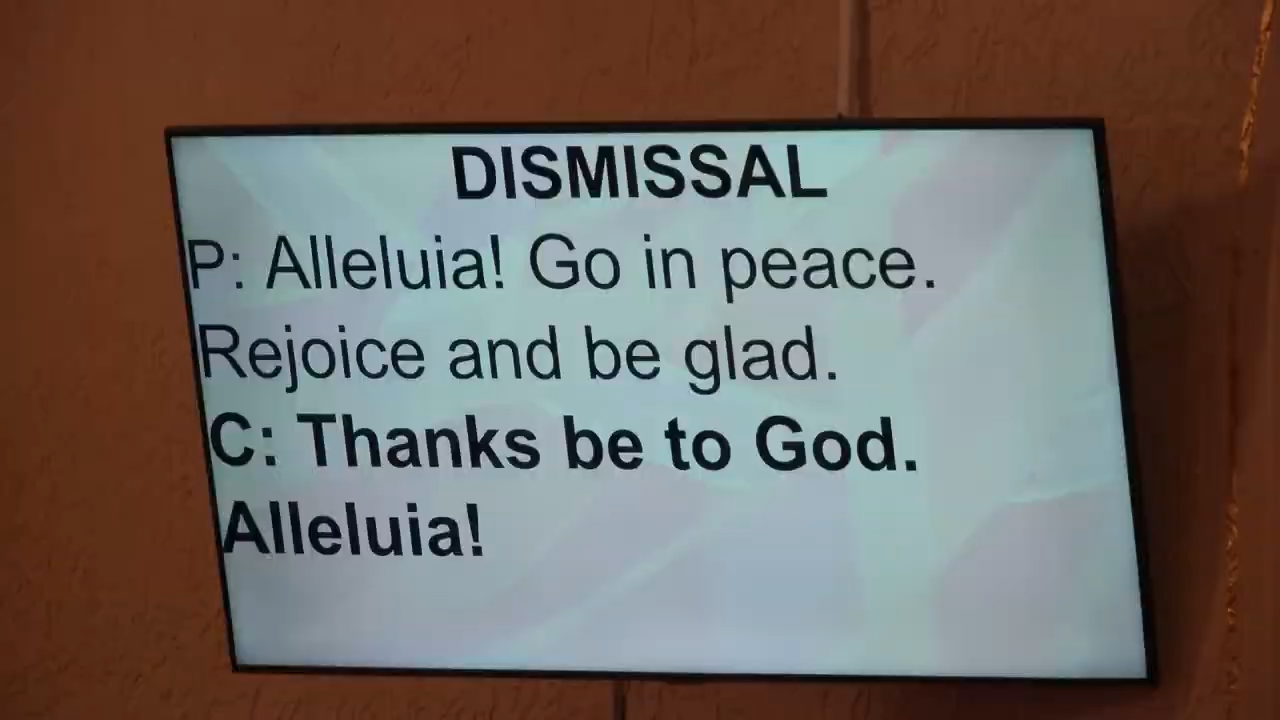 DISMISSAL
P: Alleluia! Go in peace.
Rejoice and be glad.
C: Thanks be to God.
Alleluia!